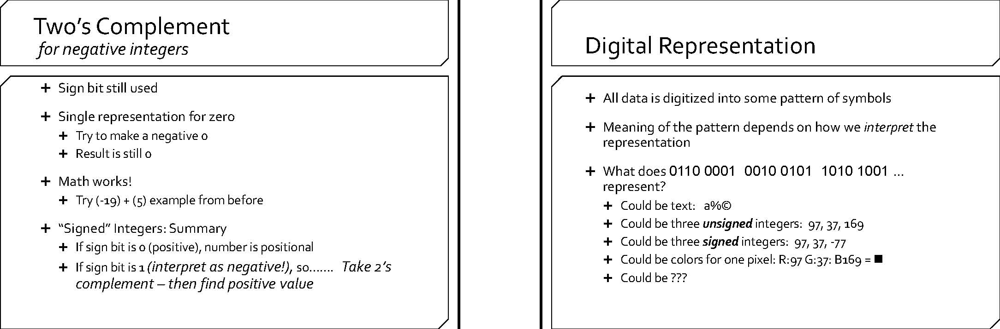 Two's Complement
for negative integers
+ Sign bit still used
+ Single representation for zero
+ Try to make a negative 0
+ Result is still 0
+ Math works!
+ Try (-19) + (5) example from before
+ “Signed” Integers: Summary
+ If sign bit is 0 (positive), number is positional
+ If sign bit is 1 (interpret as negative!), so....... Take 2's
complement – then find positive value
Digital Representation
+ All data is digitized into some pattern of symbols
+ Meaning of the pattern depends on how we interpret the
representation
+ What does 0110 0001 0010 0101 1010 1001 ...
represent?
+ Could be text: a%©
+ Could be three unsigned integers: 97, 37, 169
+ Could be three signed integers: 97, 37, -77
+ Could be colors for one pixel: R:97 G:37: B169 = ■
+ Could be ???